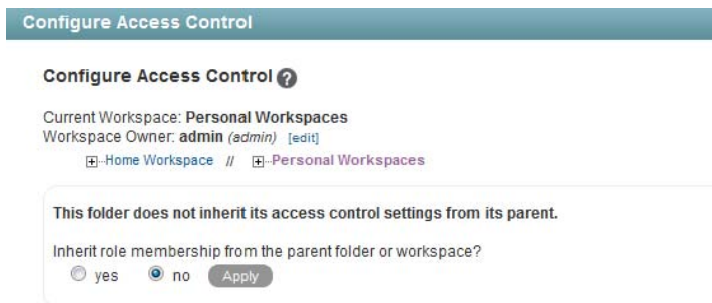 Configure Access Control
Configure Access Control ?
Current Workspace: Personal Workspaces
Workspace Owner: admin (admin) [edit]
Home Workspace // Personal Workspaces
This folder does not inherit its access control settings from its parent.
Inherit role membership from the parent folder or workspace?
yes no Apply